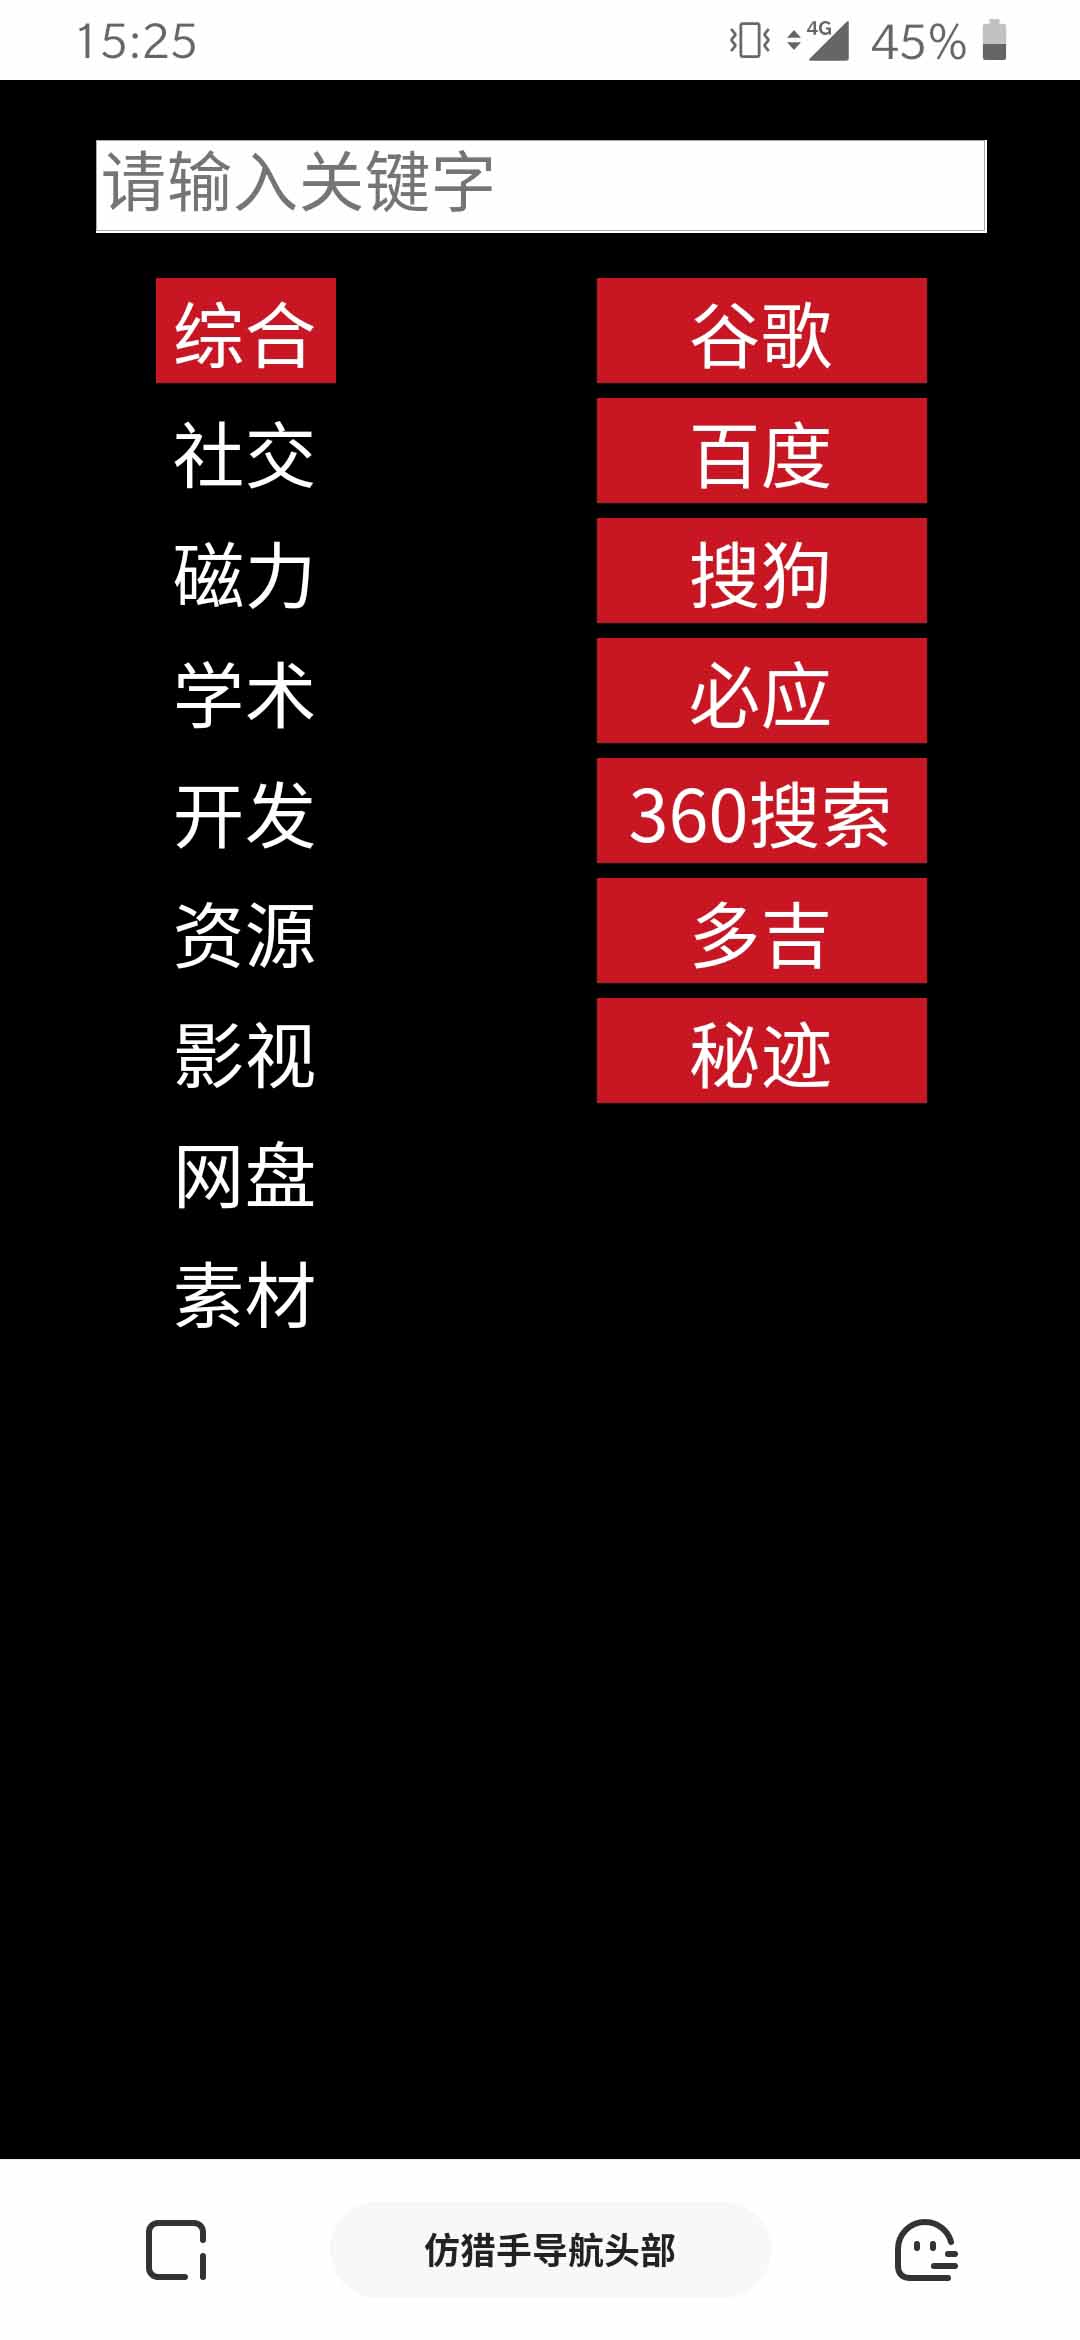 15:25 4G 45%
请输入关键字
综合 谷歌
社交 百度
磁力 搜狗
学术 必应
开发 360搜索
资源 多吉
影视 秘迹
网盘
素材
仿猎手导航头部